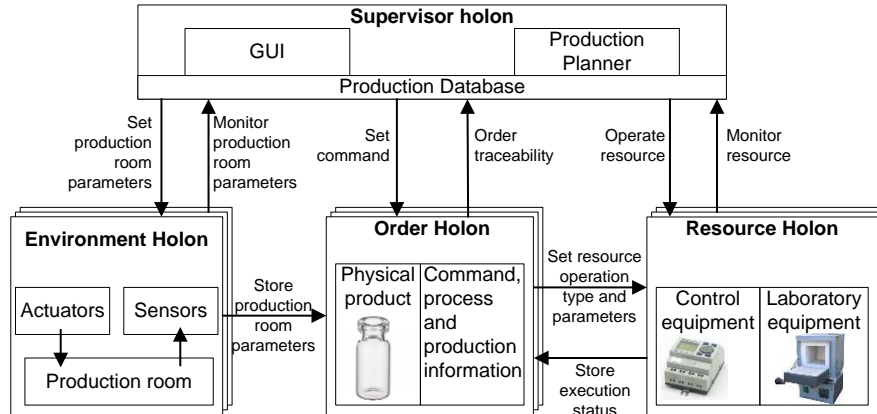 Supervisor holon
GUI
Production
Planner
Production Database
Set
production
room
parameters
Monitor
production
room
parameters
Set
command
Order
traceability
Operate
resource
Monitor
resource
Environment Holon
Actuators
Sensors
Production room
Store
production
room
parameters
Order Holon
Physical
product
Command,
process
and
production
information
Set resource
operation
type and
parameters
Store
execution
status
Resource Holon
Control
equipment
Laboratory
equipment